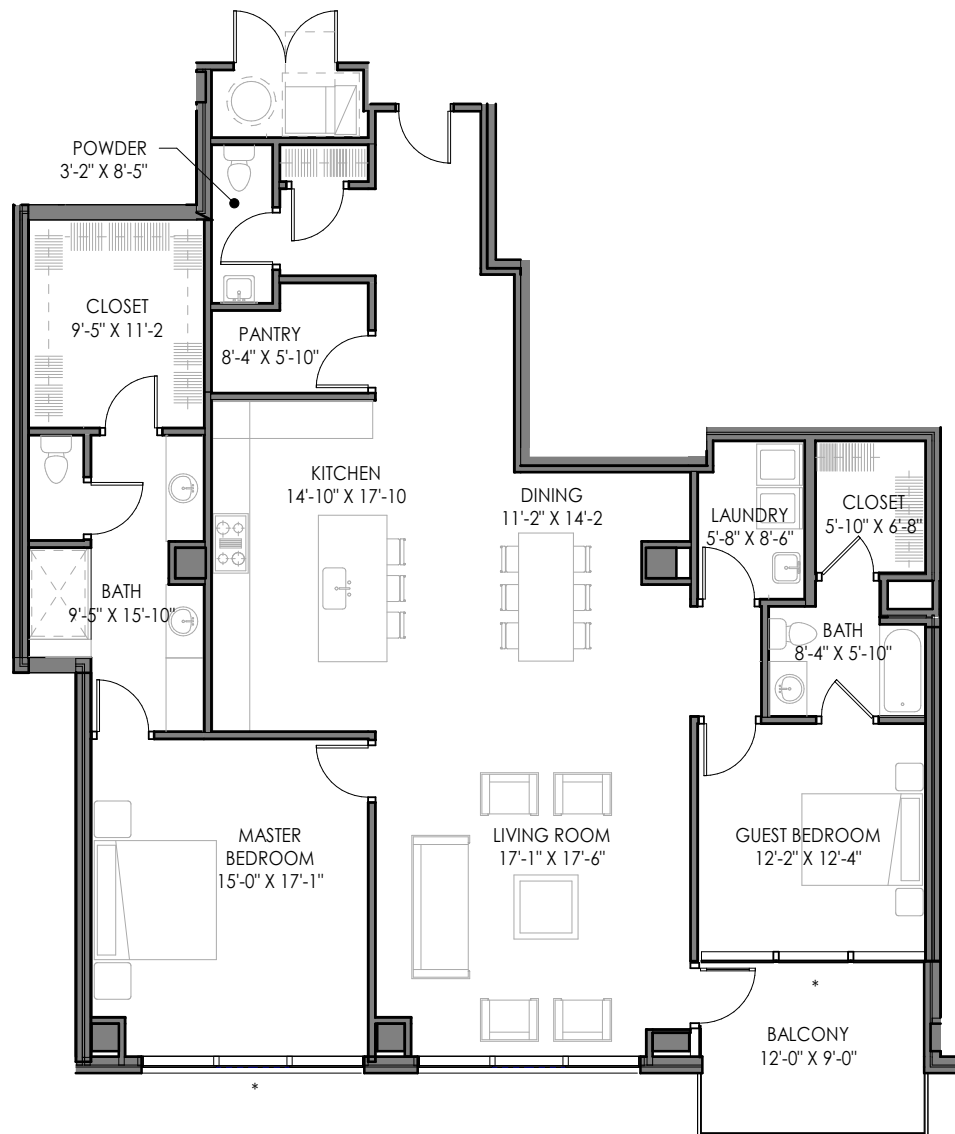 POWDER
3'-2" X 8'-5"
CLOSET
9'-5" X 11'-2
PANTRY
8'-4" X 5'-10"
KITCHEN
14'-10" X 17'-10
DINING
11'-2" X 14'-2
LAUNDRY
5'-8" X 8'-6"
CLOSET
5'-10" X 6'-8"
BATH
9'-5" X 15'-10"
BATH
8'-4" X 5'-10"
MASTER
BEDROOM
15'-0" X 17'-1"
LIVING ROOM
17'-1" X 17'-6"
GUEST BEDROOM
12'-2" X 12'-4"
*
BALCONY
12'-0" X 9'-0"
*